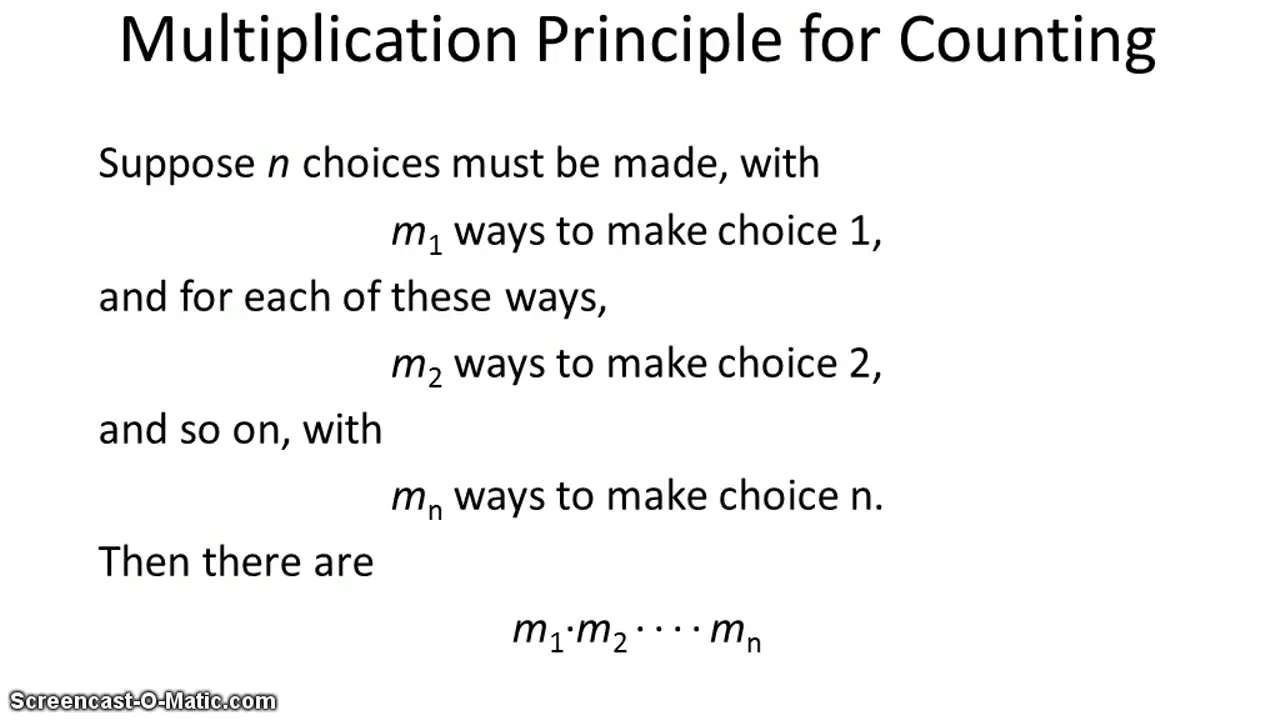 Multiplication Principle for Counting
Suppose n choices must be made, with
m₁ ways to make choice 1,
and for each of these ways,
m₂ ways to make choice 2,
and so on, with
mₙ ways to make choice n.
Then there are
m₁·m₂ · · · · mₙ
Screencast-O-Matic.com